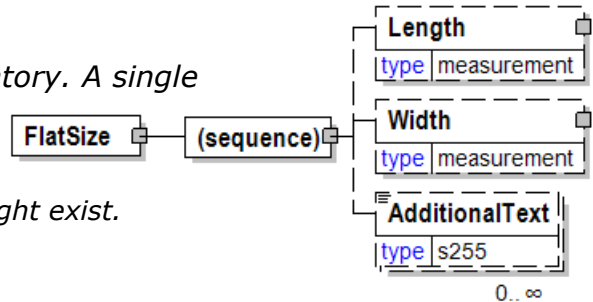 Length
type measurement
tory. A single
FlatSize
(sequence)
Width
type measurement
ght exist.
AdditionalText
type s255
0.. ∞